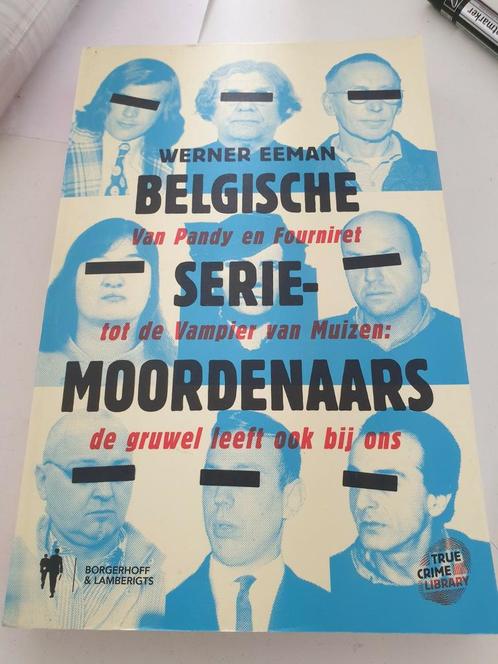 WERNER EEMAN
BELGISCHE
Van Pandy en Fourniret
SERIE-
tot de Vampier van Muizen:
MOORDENAARS
de gruwel leeft ook bij ons
BORGERHOFF
& LAMBERIGTS
TRUE
CRIME
LIBRARY